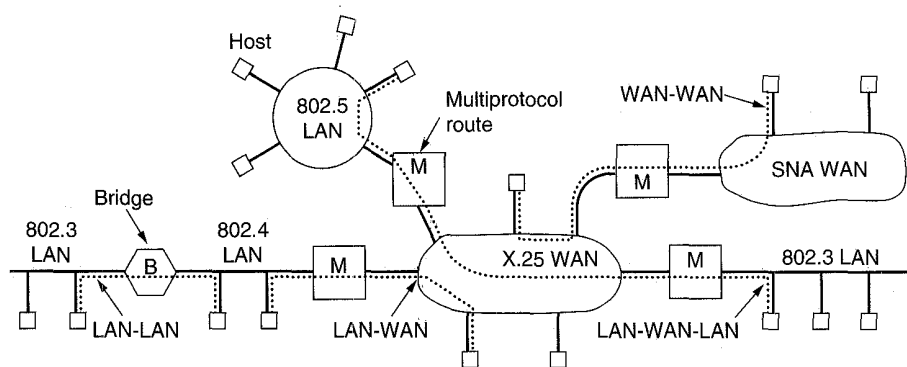 Host
802.5
LAN
Multiprotocol
route
WAN-WAN
M
M
SNA WAN
Bridge
802.3
LAN
802.4
LAN
B
M
X.25 WAN
M
802.3 LAN
LAN-LAN
LAN-WAN
LAN-WAN-LAN